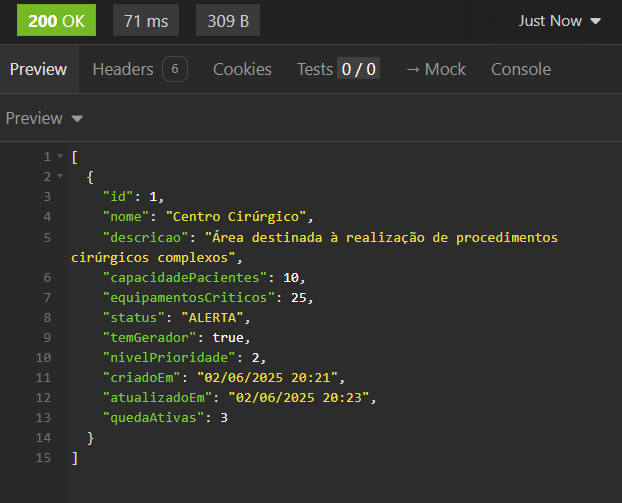 200 OK 71 ms 309 B Just Now
Preview Headers 6 Cookies Tests 0 / 0 → Mock Console
Preview
1 [
2 {
3 "id": 1,
4 "nome": "Centro Cirúrgico",
5 "descricao": "Área destinada à realização de procedimentos
cirúrgicos complexos",
6 "capacidadePacientes": 10,
7 "equipamentosCriticos": 25,
8 "status": "ALERTA",
9 "temGerador": true,
10 "nivelPrioridade": 2,
11 "criadoEm": "02/06/2025 20:21",
12 "atualizadoEm": "02/06/2025 20:23",
13 "quedaAtivas": 3
14 }
15 ]